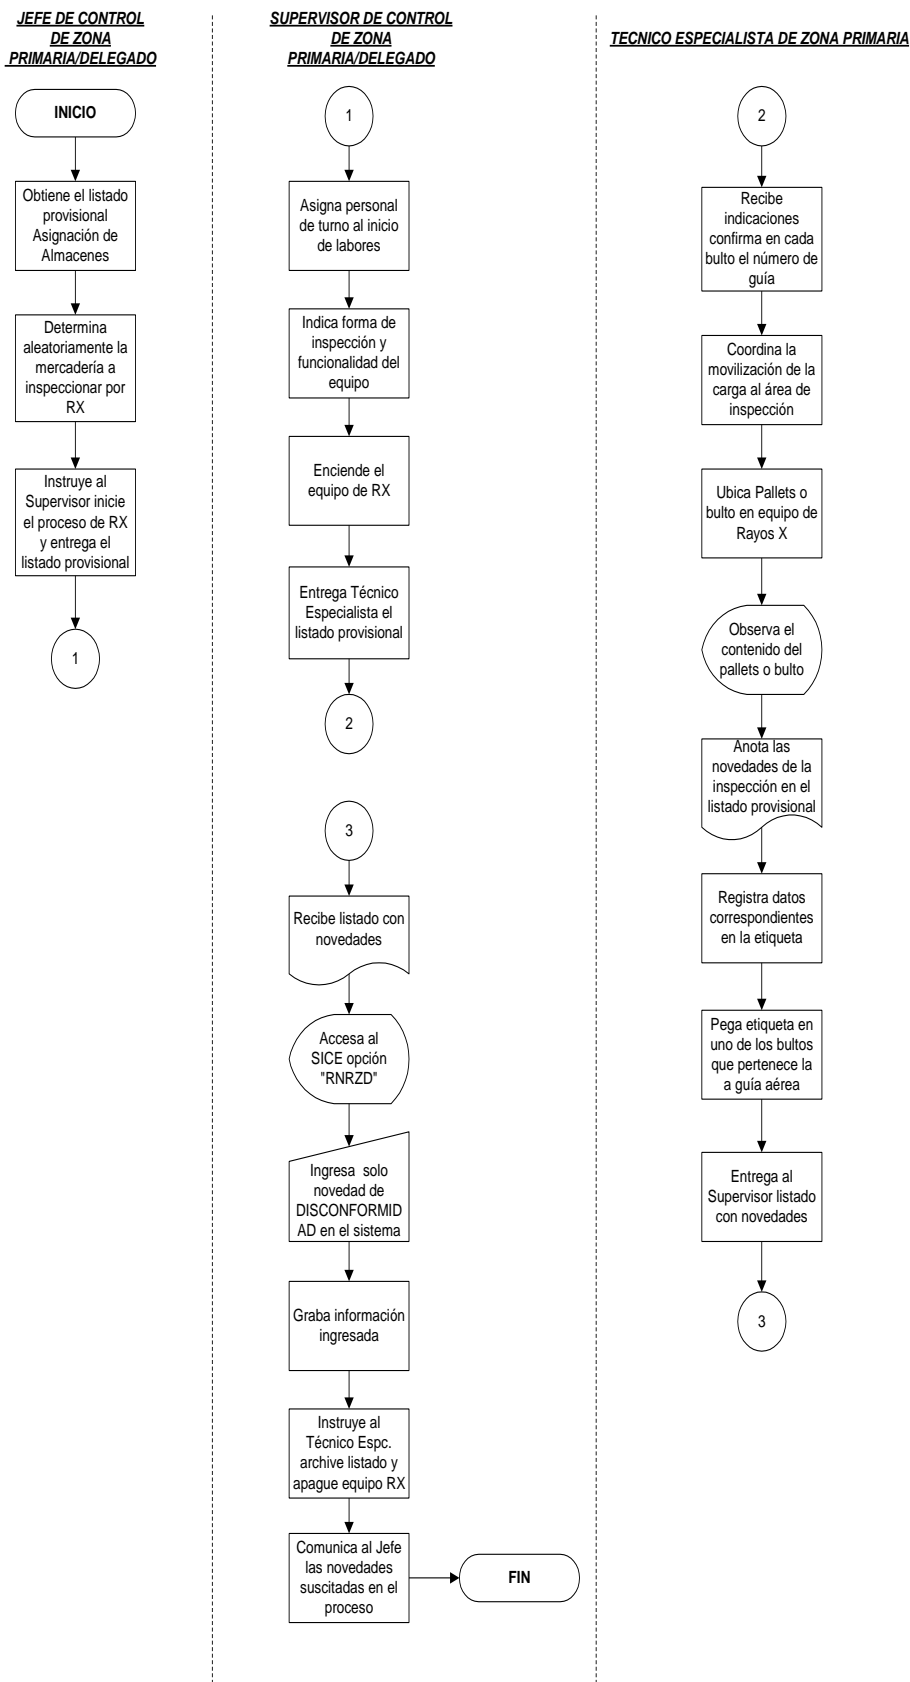 JEFE DE CONTROL
DE ZONA
PRIMARIA/DELEGADO
INICIO
Obtiene el listado
provisional
Asignación de
Almacenes
Determina
aleatoriamente la
mercadería a
inspeccionar por
RX
Instruye al
Supervisor inicie
el proceso de RX
y entrega el
listado provisional
1
SUPERVISOR DE CONTROL
DE ZONA
PRIMARIA/DELEGADO
1
Asigna personal
de turno al inicio
de labores
Indica forma de
inspección y
funcionalidad del
equipo
Enciende el
equipo de RX
Entrega Técnico
Especialista el
listado provisional
2
3
Recibe listado con
novedades
Accesa al
SICE opción
"RNRZD"
Ingresa solo
novedad de
DISCONFORMID
AD en el sistema
Graba información
ingresada
Instruye al
Técnico Espc.
archive listado y
apague equipo RX
Comunica al Jefe
las novedades
suscitadas en el
proceso
FIN
TECNICO ESPECIALISTA DE ZONA PRIMARIA
2
Recibe
indicaciones
confirma en cada
bulto el número de
guía
Coordina la
movilización de la
carga al área de
inspección
Ubica Pallets o
bulto en equipo de
Rayos X
Observa el
contenido del
pallets o bulto
Anota las
novedades de la
inspección en el
listado provisional
Registra datos
correspondientes
en la etiqueta
Pega etiqueta en
uno de los bultos
que pertenece la
a guía aérea
Entrega al
Supervisor listado
con novedades
3